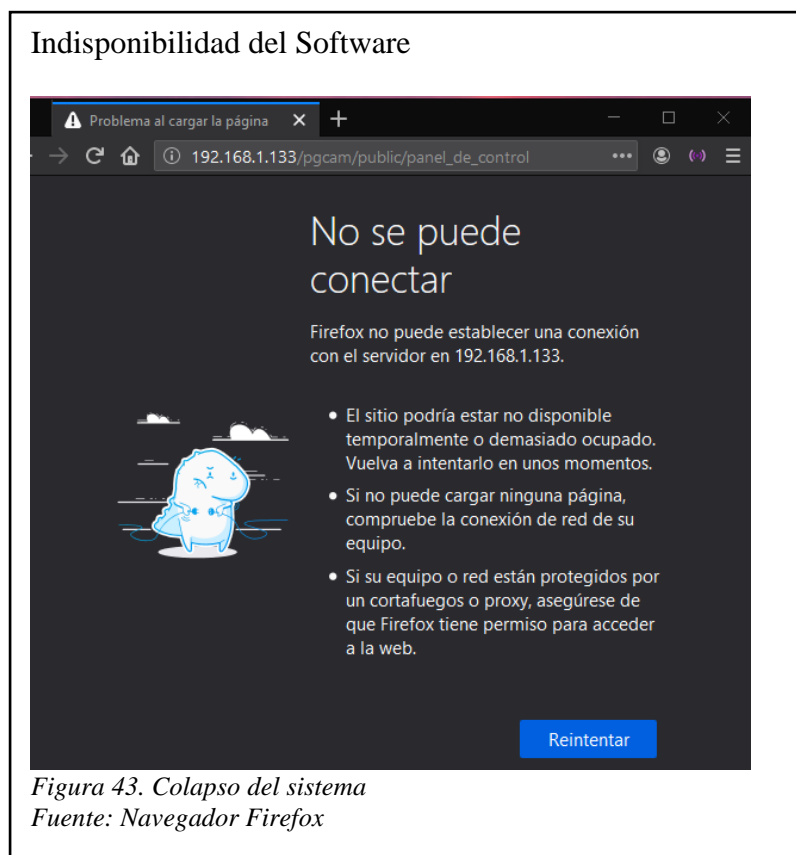 Indisponibilidad del Software
Problema al cargar la página
192.168.1.133/pgcam/public/panel_de_control
No se puede
conectar
Firefox no puede establecer una conexión
con el servidor en 192.168.1.133.
El sitio podría estar no disponible
temporalmente o demasiado ocupado.
Vuelva a intentarlo en unos momentos.
Si no puede cargar ninguna página,
compruebe la conexión de red de su
equipo.
Si su equipo o red están protegidos por
un cortafuegos o proxy, asegúrese de
que Firefox tiene permiso para acceder
a la web.
Reintentar
Figura 43. Colapso del sistema
Fuente: Navegador Firefox